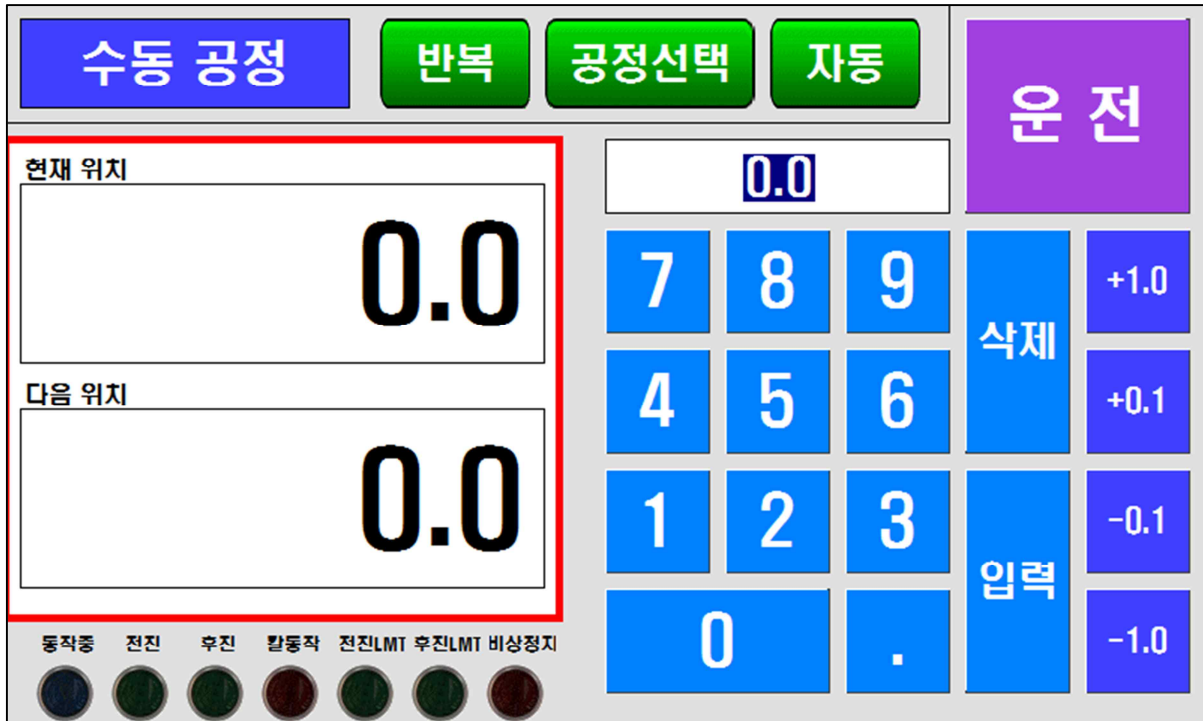 수동 공정
반복
공정선택
자동
운 전
현재 위치
0.0
다음 위치
0.0
0.0
7 8 9
4 5 6
1 2 3
0 .
삭제
입력
+1.0
+0.1
-0.1
-1.0
동작중 전진 후진 칼동작 전진LMT 후진LMT 비상정지